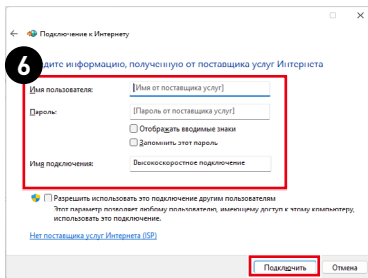 Подключение к Интернету
6
дите информацию, полученную от поставщика услуг Интернета
Имя пользователя: [Имя от поставщика услуг]
Пароль: [Пароль от поставщика услуг]
Отображать вводимые знаки
Запомнить этот пароль
Имя подключения: Высокоскоростное подключение
Разрешить использовать это подключение другим пользователям
Этот параметр позволяет любому пользователю, имеющему доступ к этому компьютеру,
использовать это подключение.
Нет поставщика услуг Интернета (ISP)
Подключить Отмена